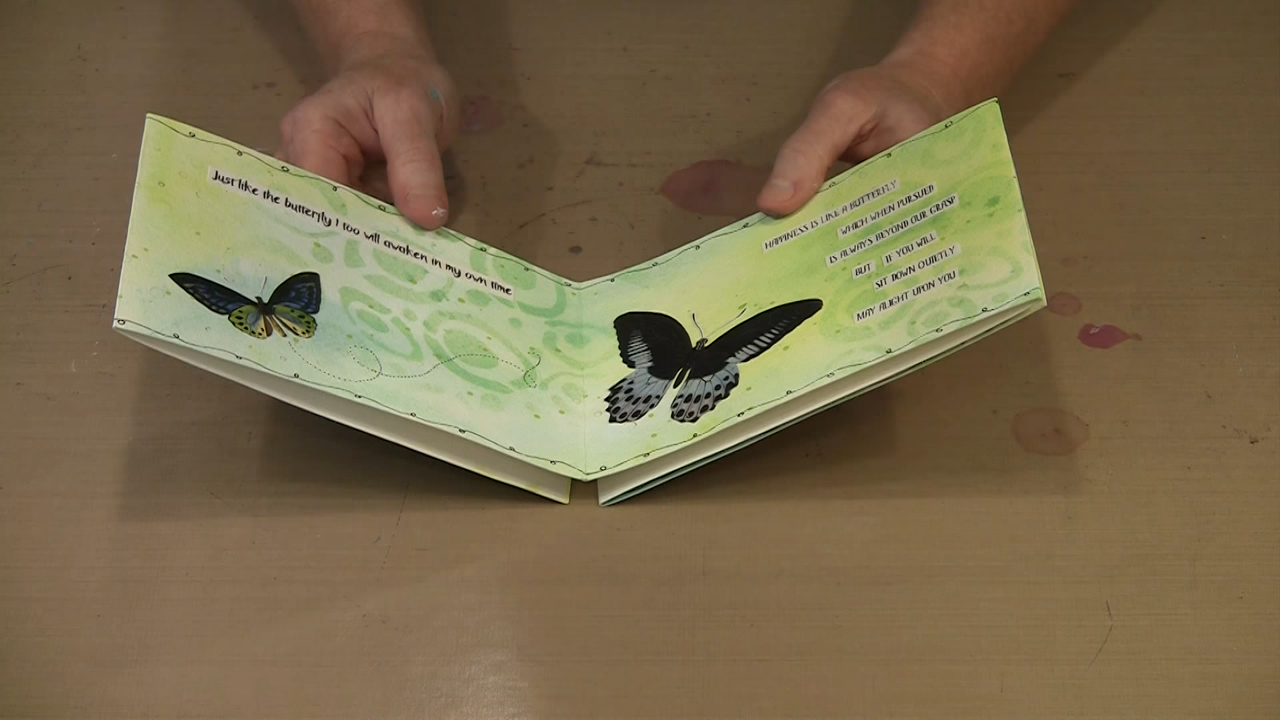 Just like the butterfly I too will awaken in my own time
HAPPINESS IS LIKE A BUTTERFLY
WHICH WHEN PURSUED
IS ALWAYS BEYOND OUR GRASP
BUT IF YOU WILL
SIT DOWN QUIETLY
MAY ALIGHT UPON YOU